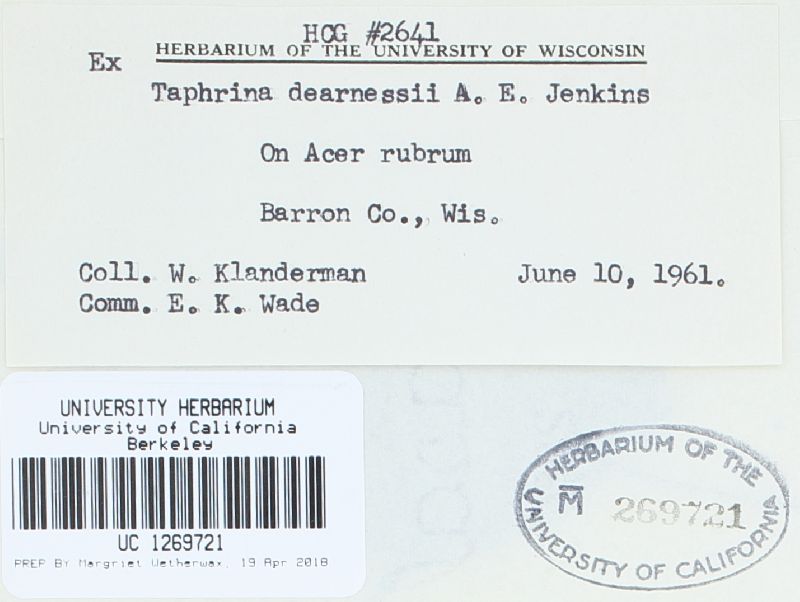 HCG #2641
Ex HERBARIUM OF THE UNIVERSITY OF WISCONSIN
Taphrina dearnessii A. E. Jenkins
On Acer rubrum
Barron Co., Wis.
Coll. W. Klanderman June 10, 1961.
Comm. E. K. Wade
UNIVERSITY HERBARIUM
University of California
Berkeley
UC 1269721
PREP BY Margriet Wetherwax, 19 Apr 2018
HERBARIUM OF THE
M 269721
UNIVERSITY OF CALIFORNIA